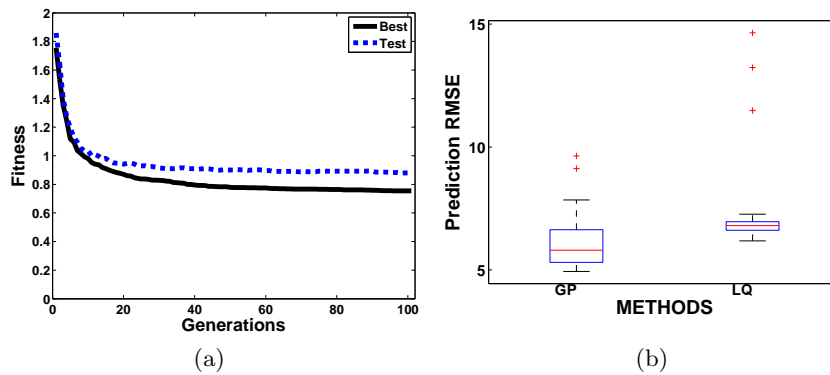 2
1.8
1.6
1.4
1.2
1
0.8
0.6
0.4
0.2
0
Fitness
Best
Test
0
20
40
60
80
100
Generations
(a)
15
10
5
Prediction RMSE
GP
LQ
METHODS
(b)